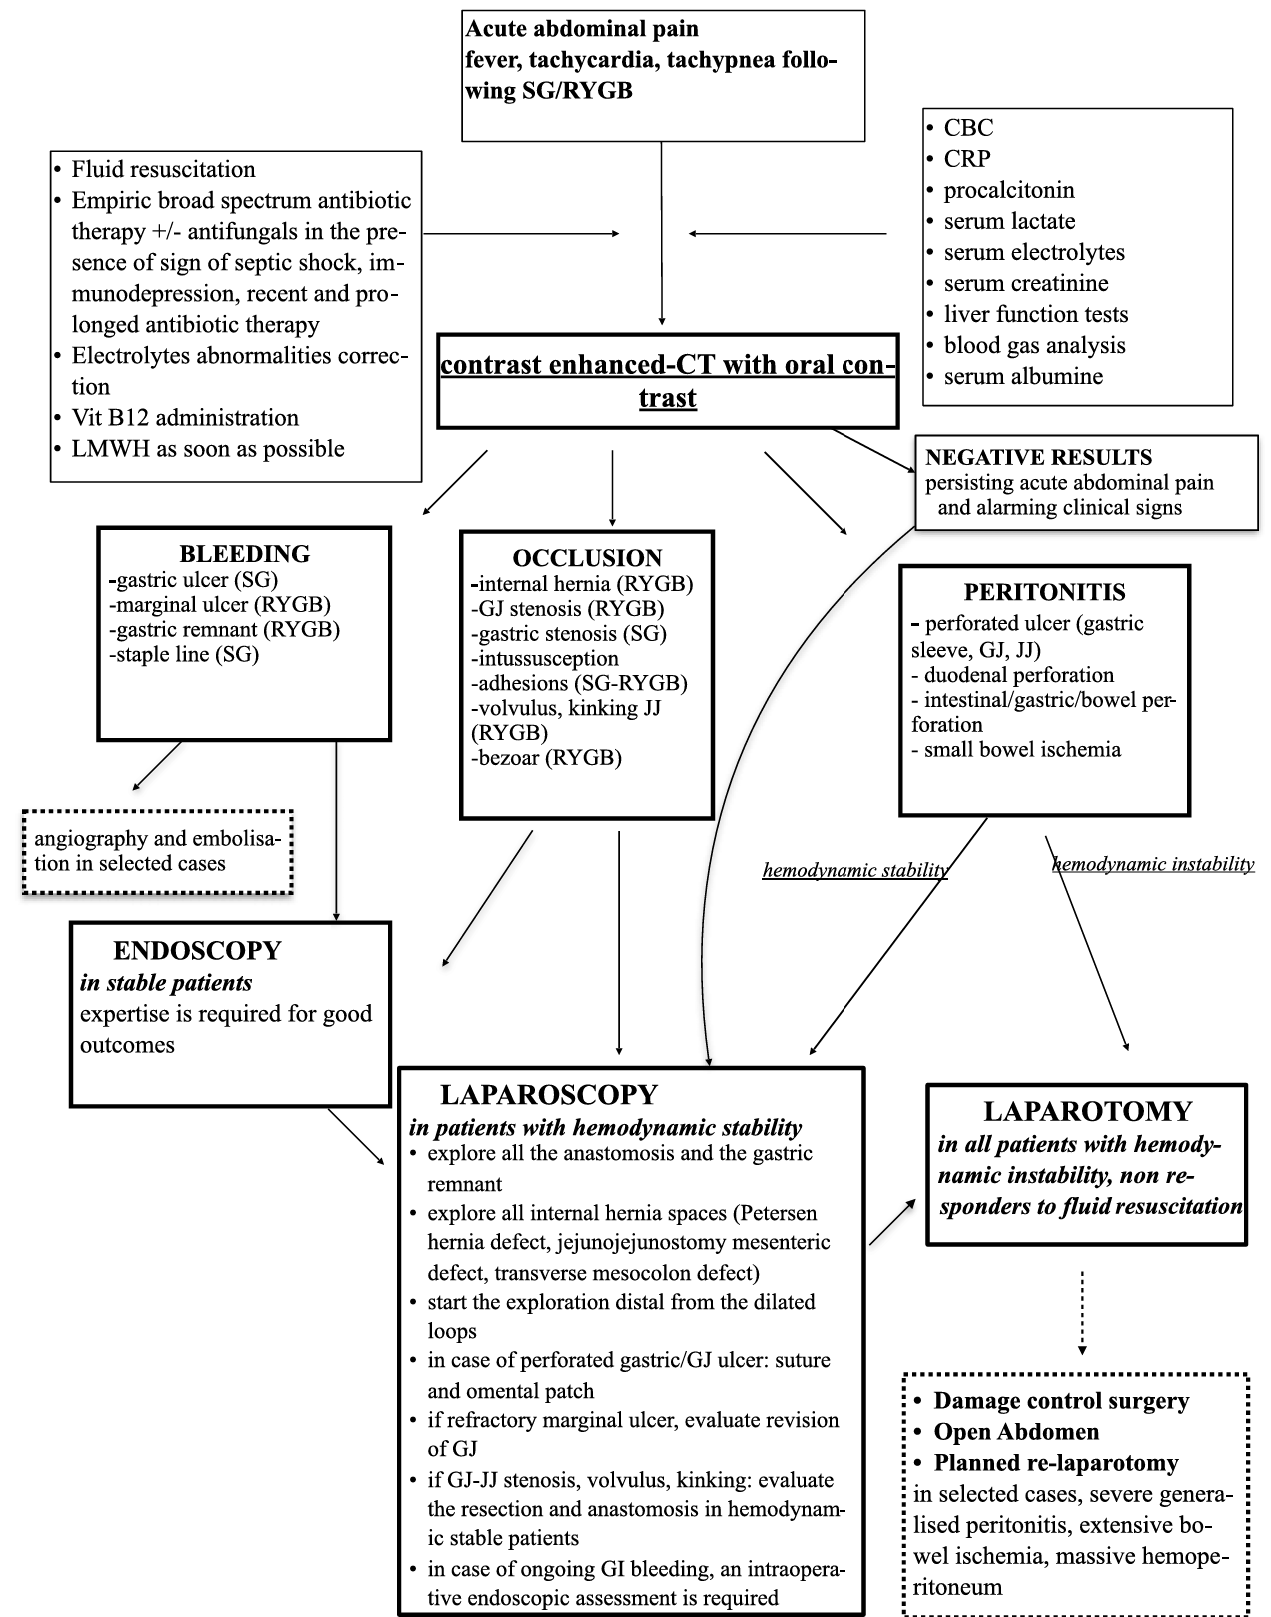 Acute abdominal pain
fever, tachycardia, tachypnea follo-
wing SG/RYGB
• Fluid resuscitation
• Empiric broad spectrum antibiotic
therapy +/- antifungals in the pre-
sence of sign of septic shock, im-
munodepression, recent and pro-
longed antibiotic therapy
• Electrolytes abnormalities correc-
tion
• Vit B12 administration
• LMWH as soon as possible
• CBC
• CRP
• procalcitonin
• serum lactate
• serum electrolytes
• serum creatinine
• liver function tests
• blood gas analysis
• serum albumine
contrast enhanced-CT with oral con-
trast
NEGATIVE RESULTS
persisting acute abdominal pain
and alarming clinical signs
BLEEDING
-gastric ulcer (SG)
-marginal ulcer (RYGB)
-gastric remnant (RYGB)
-staple line (SG)
OCCLUSION
-internal hernia (RYGB)
-GJ stenosis (RYGB)
-gastric stenosis (SG)
-intussusception
-adhesions (SG-RYGB)
-volvulus, kinking JJ
(RYGB)
-bezoar (RYGB)
PERITONITIS
- perforated ulcer (gastric
sleeve, GJ, JJ)
- duodenal perforation
- intestinal/gastric/bowel per-
foration
- small bowel ischemia
angiography and embolisa-
tion in selected cases
hemodynamic stability
hemodynamic instability
ENDOSCOPY
in stable patients
expertise is required for good
outcomes
LAPAROSCOPY
in patients with hemodynamic stability
• explore all the anastomosis and the gastric
remnant
• explore all internal hernia spaces (Petersen
hernia defect, jejunojejunostomy mesenteric
defect, transverse mesocolon defect)
• start the exploration distal from the dilated
loops
• in case of perforated gastric/GJ ulcer: suture
and omental patch
• if refractory marginal ulcer, evaluate revision
of GJ
• if GJ-JJ stenosis, volvulus, kinking: evaluate
the resection and anastomosis in hemodynam-
ic stable patients
• in case of ongoing GI bleeding, an intraopera-
tive endoscopic assessment is required
LAPAROTOMY
in all patients with hemody-
namic instability, non re-
sponders to fluid resuscitation
• Damage control surgery
• Open Abdomen
• Planned re-laparotomy
in selected cases, severe genera-
lised peritonitis, extensive bo-
wel ischemia, massive hemope-
ritoneum